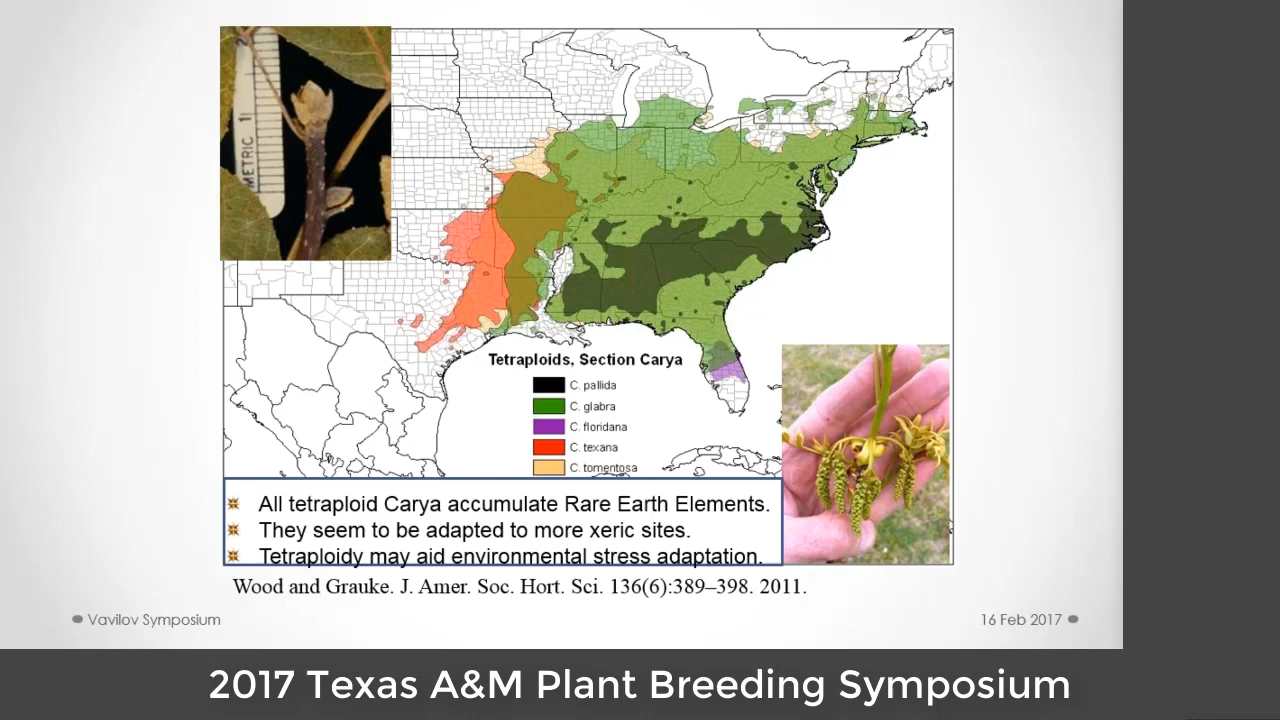 METRIC 1
Tetraploids, Section Carya
C. pallida
C. glabra
C. floridana
C. texana
C. tomentosa
All tetraploid Carya accumulate Rare Earth Elements.
They seem to be adapted to more xeric sites.
Tetraploidy may aid environmental stress adaptation.
Wood and Grauke. J. Amer. Soc. Hort. Sci. 136(6):389–398. 2011.
Vavilov Symposium
16 Feb 2017
2017 Texas A&M Plant Breeding Symposium